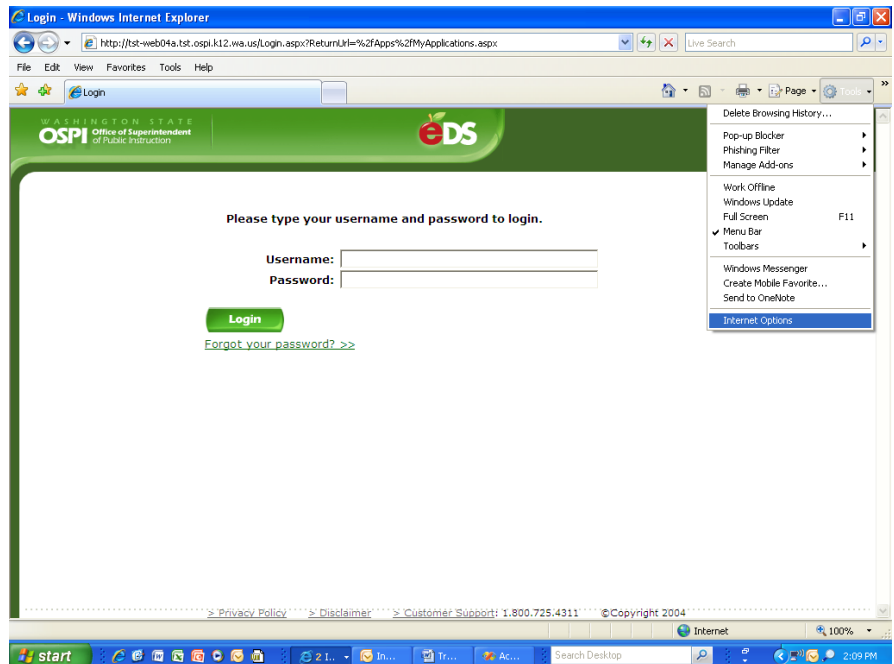 Login - Windows Internet Explorer
http://tst-web04a.tst.ospi.k12.wa.us/Login.aspx?ReturnUrl=%2fApps%2fMyApplications.aspx
Live Search
File Edit View Favorites Tools Help
Login
Page
Tools
»
Delete Browsing History...
Pop-up Blocker
Phishing Filter
Manage Add-ons
Work Offline
Windows Update
Full Screen F11
Menu Bar
Toolbars
Windows Messenger
Create Mobile Favorite...
Send to OneNote
Internet Options
WASHINGTON STATE
OSPI Office of Superintendent
of Public Instruction
eDS
Please type your username and password to login.
Username:
Password:
Login
Forgot your password? >>
> Privacy Policy > Disclaimer > Customer Support: 1.800.725.4311 ©Copyright 2004
Internet 100%
start 2 I... In... Tr... Ac... Search Desktop 2:09 PM